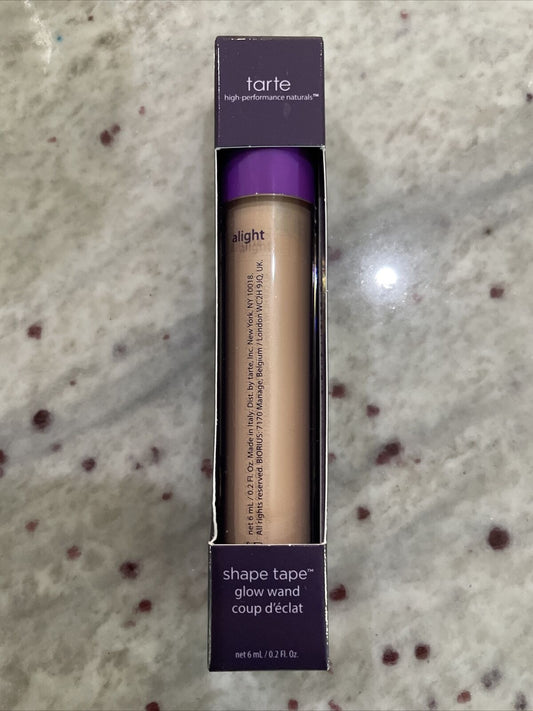 tarte
high-performance naturals™
alight
net 6 mL / 0.2 Fl. Oz. Made in Italy. Dist. by tarte, Inc. New York, NY 10018.
All rights reserved. BIORIUS: 7170 Manage, Belgium / London WC2H 9JQ, UK.
shape tape™
glow wand
coup d'éclat
net 6 mL / 0.2 Fl. Oz.